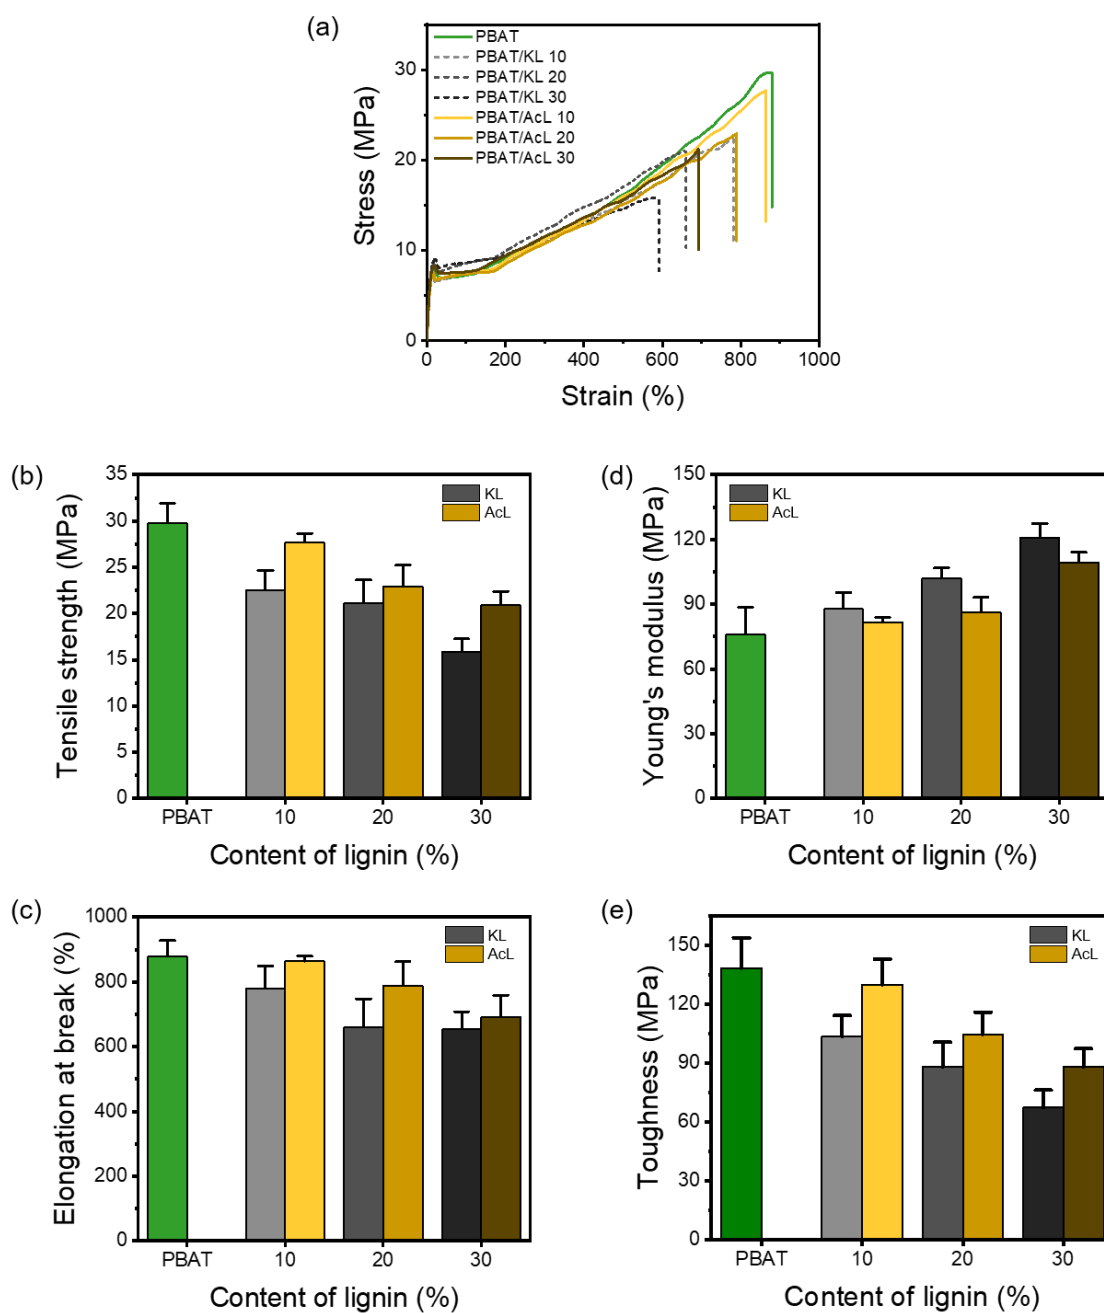 (a)
PBAT
PBAT/KL 10
PBAT/KL 20
PBAT/KL 30
PBAT/AcL 10
PBAT/AcL 20
PBAT/AcL 30
Stress (MPa)
30
20
10
0
0 200 400 600 800 1000
Strain (%)
(b)
KL
AcL
Tensile strength (MPa)
35
30
25
20
15
10
5
0
PBAT 10 20 30
Content of lignin (%)
(d)
KL
AcL
Young's modulus (MPa)
150
120
90
60
30
0
PBAT 10 20 30
Content of lignin (%)
(c)
KL
AcL
Elongation at break (%)
1000
800
600
400
200
0
PBAT 10 20 30
Content of lignin (%)
(e)
KL
AcL
Toughness (MPa)
150
120
90
60
30
0
PBAT 10 20 30
Content of lignin (%)